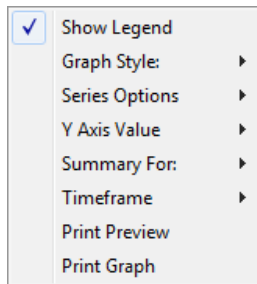 Show Legend
Graph Style:
Series Options
Y Axis Value
Summary For:
Timeframe
Print Preview
Print Graph